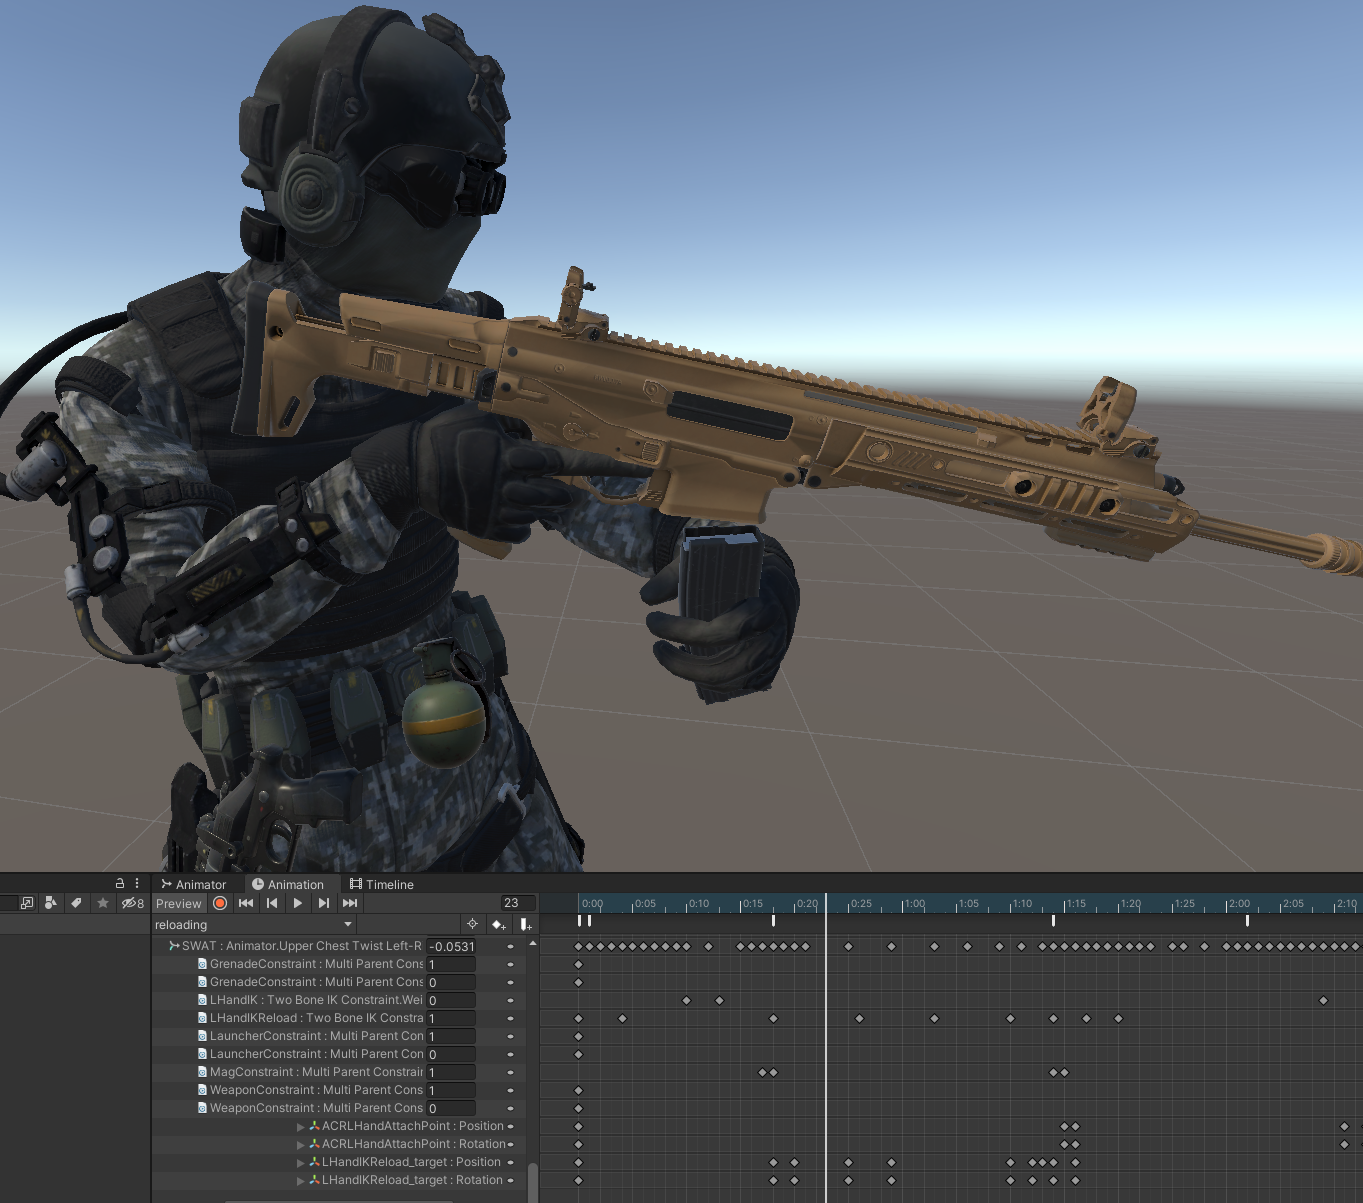 Animator Animation Timeline
8 Preview 23 0:00 0:05 0:10 0:15 0:20 0:25 1:00 1:05 1:10 1:15 1:20 1:25 2:00 2:05 2:10
reloading
SWAT : Animator.Upper Chest Twist Left-R -0.0531
GrenadeConstraint : Multi Parent Cons 1
GrenadeConstraint : Multi Parent Cons 0
LHandIK : Two Bone IK Constraint.Wei 0
LHandIKReload : Two Bone IK Constra 1
LauncherConstraint : Multi Parent Con 1
LauncherConstraint : Multi Parent Con 0
MagConstraint : Multi Parent Constrair 1
WeaponConstraint : Multi Parent Cons 1
WeaponConstraint : Multi Parent Cons 0
ACRLHandAttachPoint : Position
ACRLHandAttachPoint : Rotation
LHandIKReload_target : Position
LHandIKReload_target : Rotation